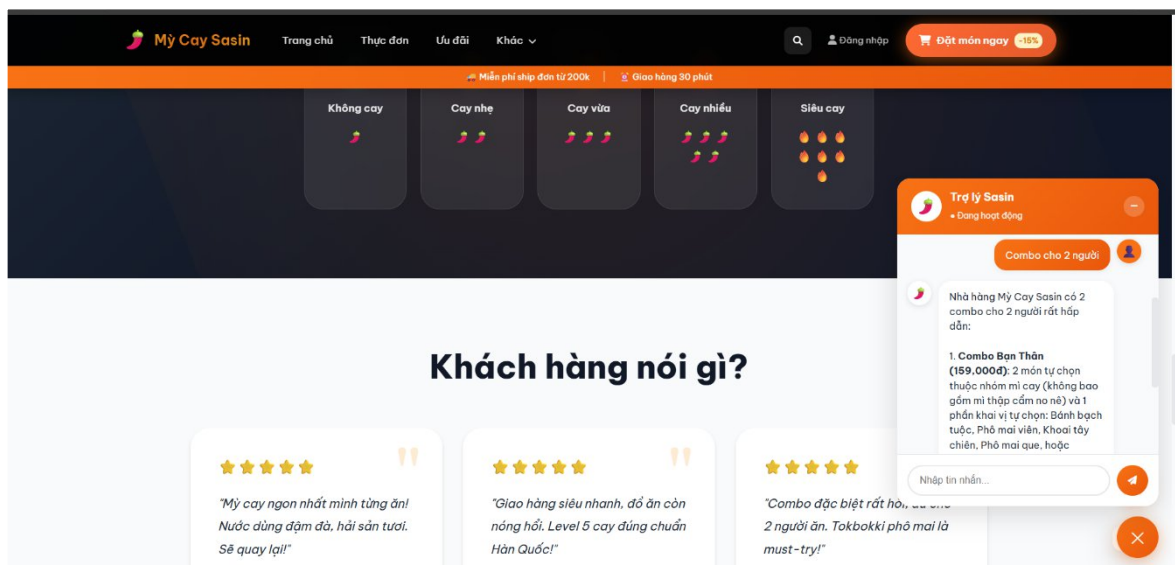 Mỳ Cay Sasin
Trang chủ
Thực đơn
Ưu đãi
Khác
Đăng nhập
Đặt món ngay -15%
Miễn phí ship đơn từ 200k | Giao hàng 30 phút
Không cay
Cay nhẹ
Cay vừa
Cay nhiều
Siêu cay
Khách hàng nói gì?
"Mỳ cay ngon nhất mình từng ăn!
Nước dùng đậm đà, hải sản tươi.
Sẽ quay lại!"
"Giao hàng siêu nhanh, đồ ăn còn
nóng hổi. Level 5 cay đúng chuẩn
Hàn Quốc!"
"Combo đặc biệt rất hời,
2 người ăn. Tokbokki phô mai là
must-try!"
Trợ lý Sasin
• Đang hoạt động
Combo cho 2 người
Nhà hàng Mỳ Cay Sasin có 2
combo cho 2 người rất hấp
dẫn:
1. Combo Bạn Thân
(159,000đ): 2 món tự chọn
thuộc nhóm mì cay (không bao
gồm mì thập cẩm no nê) và 1
phần khai vị tự chọn: Bánh bạch
tuộc, Phô mai viên, Khoai tây
chiên, Phô mai que, hoặc
Nhập tin nhắn...